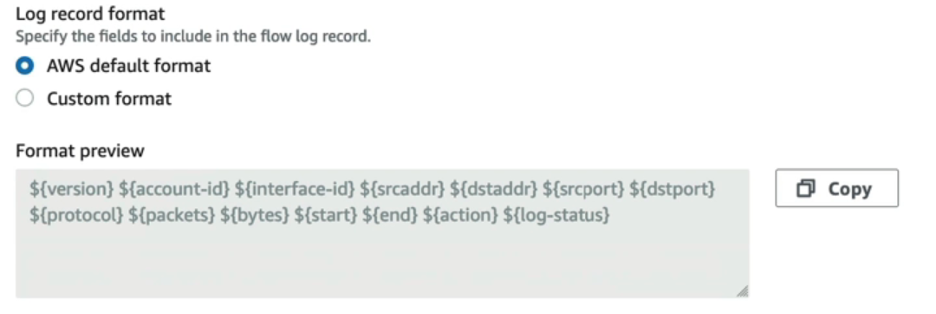 Log record format
Specify the fields to include in the flow log record.
AWS default format
Custom format
Format preview
${version} ${account-id} ${interface-id} ${srcaddr} ${dstaddr} ${srcport} ${dstport}
${protocol} ${packets} ${bytes} ${start} ${end} ${action} ${log-status}
Copy